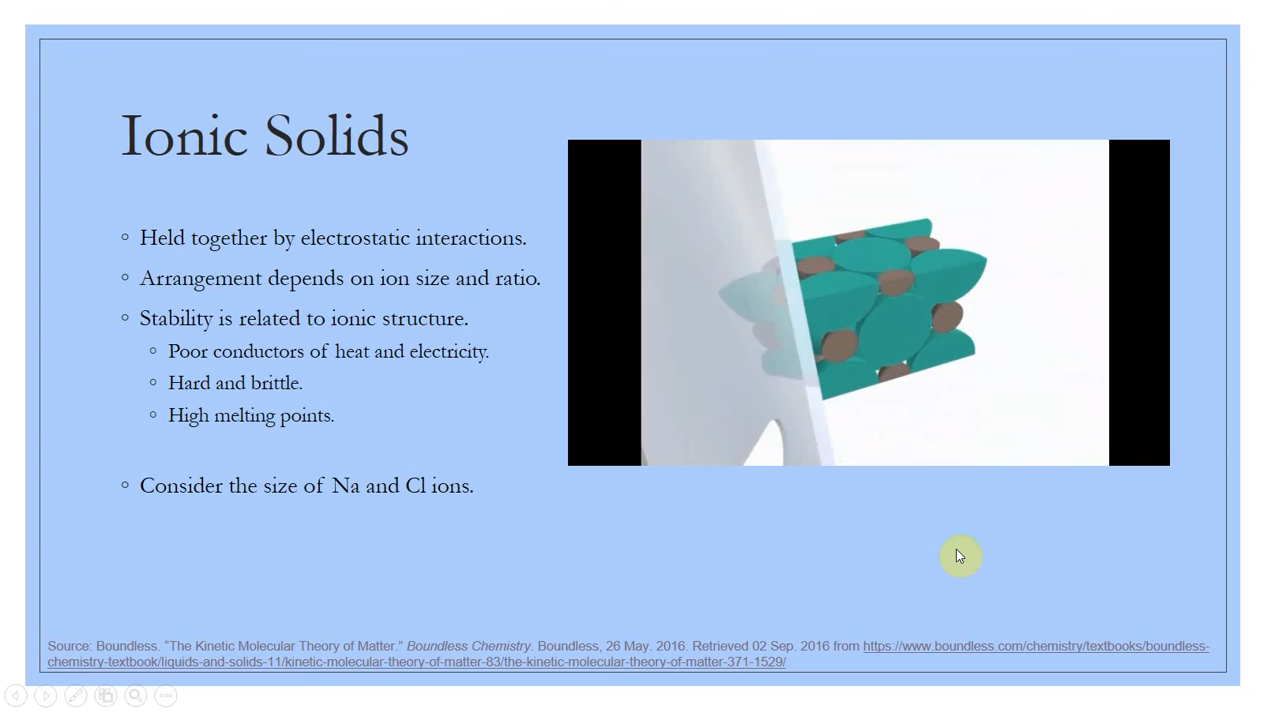 Ionic Solids
Held together by electrostatic interactions.
Arrangement depends on ion size and ratio.
Stability is related to ionic structure.
Poor conductors of heat and electricity.
Hard and brittle.
High melting points.
Consider the size of Na and Cl ions.
Source: Boundless. “The Kinetic Molecular Theory of Matter.” Boundless Chemistry. Boundless, 26 May. 2016. Retrieved 02 Sep. 2016 from https://www.boundless.com/chemistry/textbooks/boundless-
chemistry-textbook/liquids-and-solids-11/kinetic-molecular-theory-of-matter-83/the-kinetic-molecular-theory-of-matter-371-1529/